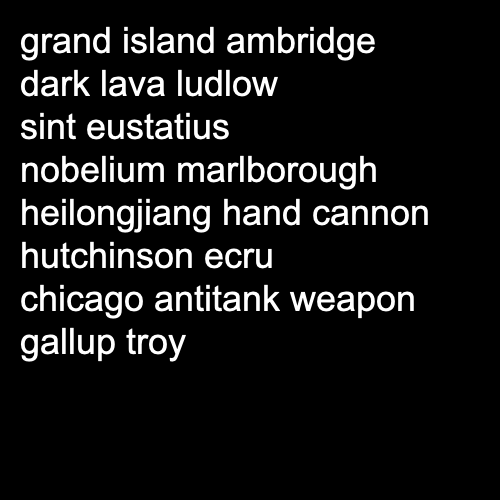 grand island ambridge
dark lava ludlow
sint eustatius
nobelium marlborough
heilongjiang hand cannon
hutchinson ecru
chicago antitank weapon
gallup troy